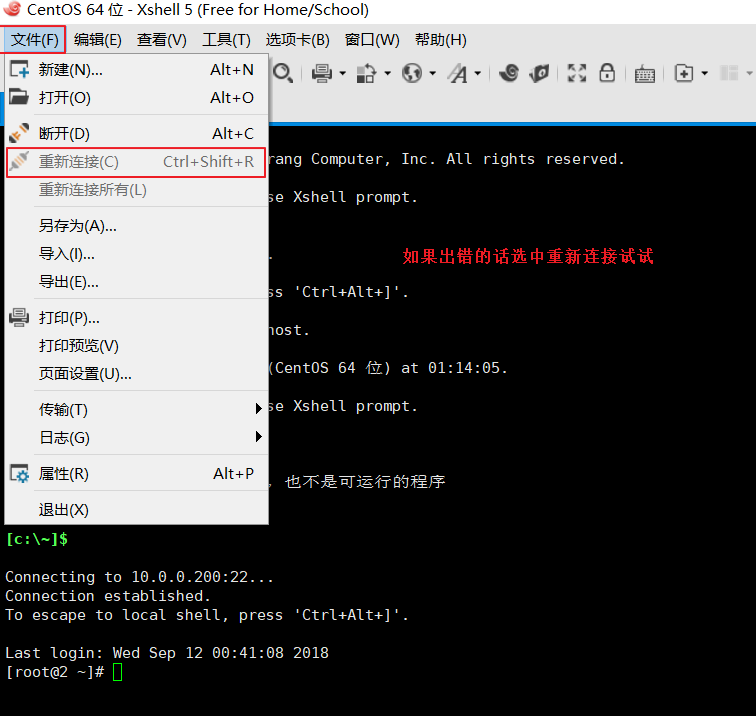 CentOS 64 位 - Xshell 5 (Free for Home/School)
文件(F) 编辑(E) 查看(V) 工具(T) 选项卡(B) 窗口(W) 帮助(H)
新建(N)... Alt+N
打开(O) Alt+O
断开(D) Alt+C
重新连接(C) Ctrl+Shift+R
重新连接所有(L)
另存为(A)...
导入(I)...
导出(E)...
打印(P)...
打印预览(V)
页面设置(U)...
传输(T)
日志(G)
属性(R) Alt+P
退出(X)
rang Computer, Inc. All rights reserved.
se Xshell prompt.
.
如果出错的话选中重新连接试试
ss 'Ctrl+Alt+]'.
host.
(CentOS 64 位) at 01:14:05.
se Xshell prompt.
，也不是可运行的程序
[c:\~]$
Connecting to 10.0.0.200:22...
Connection established.
To escape to local shell, press 'Ctrl+Alt+]'.
Last login: Wed Sep 12 00:41:08 2018
[root@2 ~]#